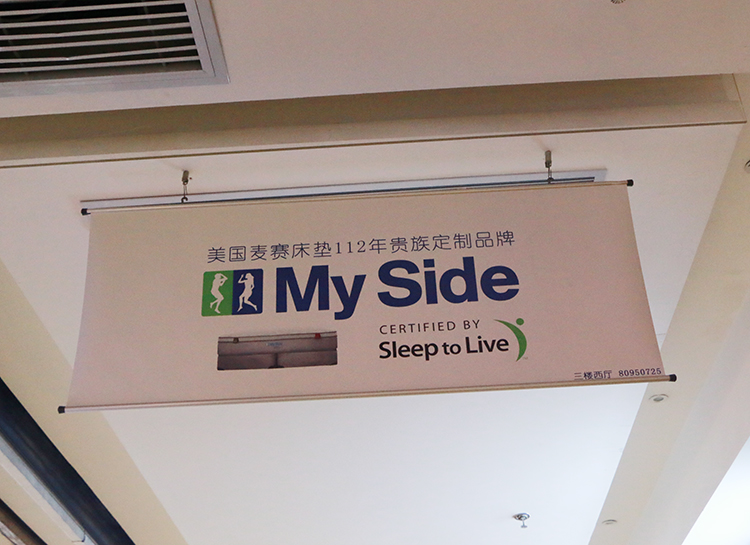 美国麦赛床垫112年贵族定制品牌
My Side
CERTIFIED BY
Sleep to Live
三楼西厅 80950725